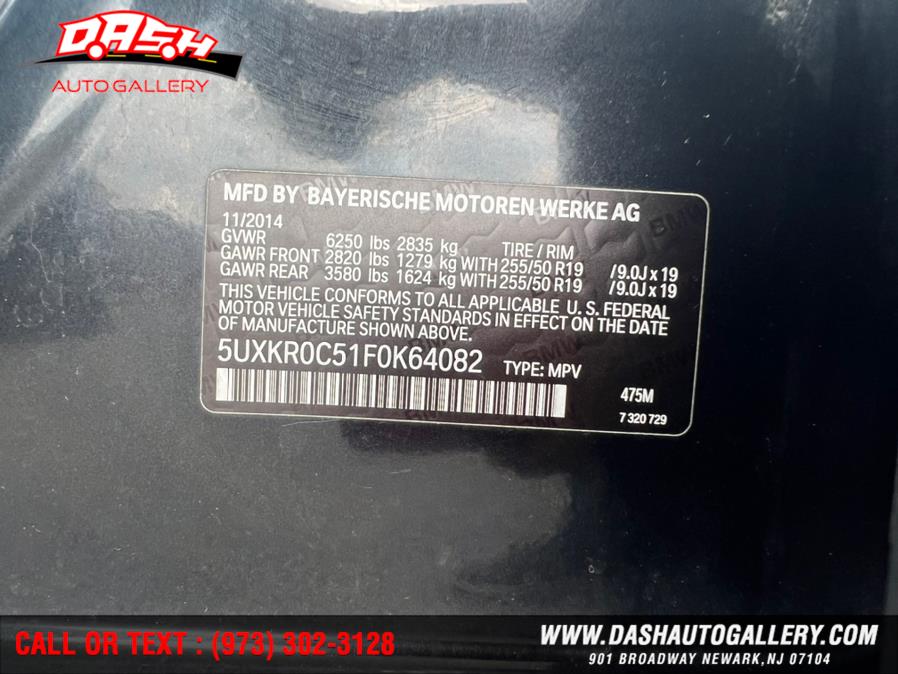 DASH
AUTO GALLERY
MFD BY BAYERISCHE MOTOREN WERKE AG
11/2014
GVWR 6250 lbs 2835 kg TIRE / RIM
GAWR FRONT 2820 lbs 1279 kg WITH 255/50 R19 /9.0J x 19
GAWR REAR 3580 lbs 1624 kg WITH 255/50 R19 /9.0J x 19
THIS VEHICLE CONFORMS TO ALL APPLICABLE U. S. FEDERAL
MOTOR VEHICLE SAFETY STANDARDS IN EFFECT ON THE DATE
OF MANUFACTURE SHOWN ABOVE.
5UXKR0C51F0K64082 TYPE: MPV
475M
7 320 729
CALL OR TEXT : (973) 302-3128
WWW.DASHAUTOGALLERY.COM
901 BROADWAY NEWARK,NJ 07104